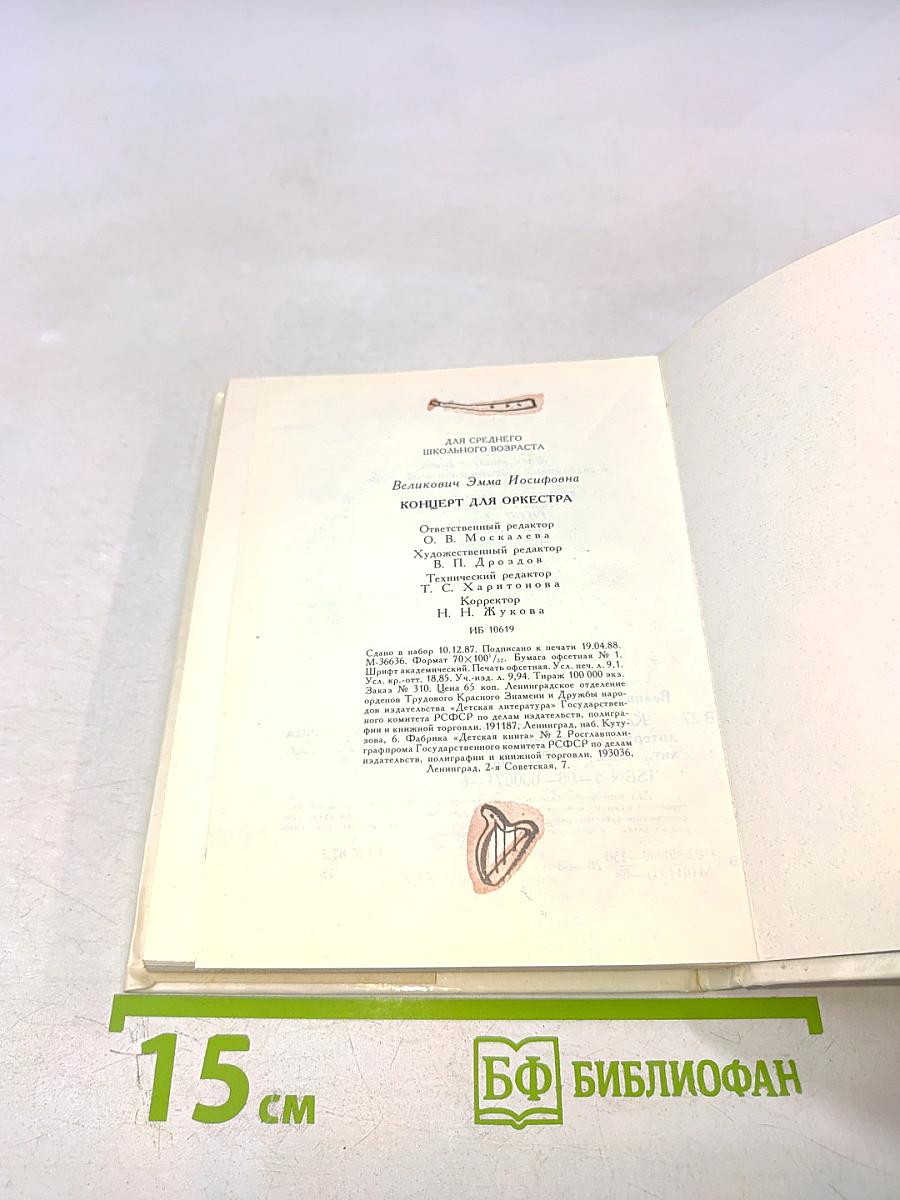 ДЛЯ СРЕДНЕГО
ШКОЛЬНОГО ВОЗРАСТА
Великович Эмма Иосифовна
КОНЦЕРТ ДЛЯ ОРКЕСТРА
Ответственный редактор
О. В. Москалева
Художественный редактор
В. П. Дроздов
Технический редактор
Т. С. Харитонова
Корректор
Н. Н. Жукова
ИБ 10619
Сдано в набор 10.12.87. Подписано к печати 19.04.88.
М-36636. Формат 70×100¹/₃₂. Бумага офсетная № 1.
Шрифт академический. Печать офсетная. Усл. печ. л. 9,1.
Усл. кр.-отт. 18,85. Уч.-изд. л. 9,94. Тираж 100 000 экз.
Заказ № 310. Цена 65 коп. Ленинградское отделение
орденов Трудового Красного Знамени и Дружбы наро-
дов издательства «Детская литература» Государствен-
ного комитета РСФСР по делам издательств, полигра-
фии и книжной торговли. 191187, Ленинград, наб. Куту-
зова, 6. Фабрика «Детская книга» № 2 Росглавполи-
графпрома Государственного комитета РСФСР по делам
издательств, полиграфии и книжной торговли. 193036,
Ленинград, 2-я Советская, 7.
15 см
БФ БИБЛИОФАН